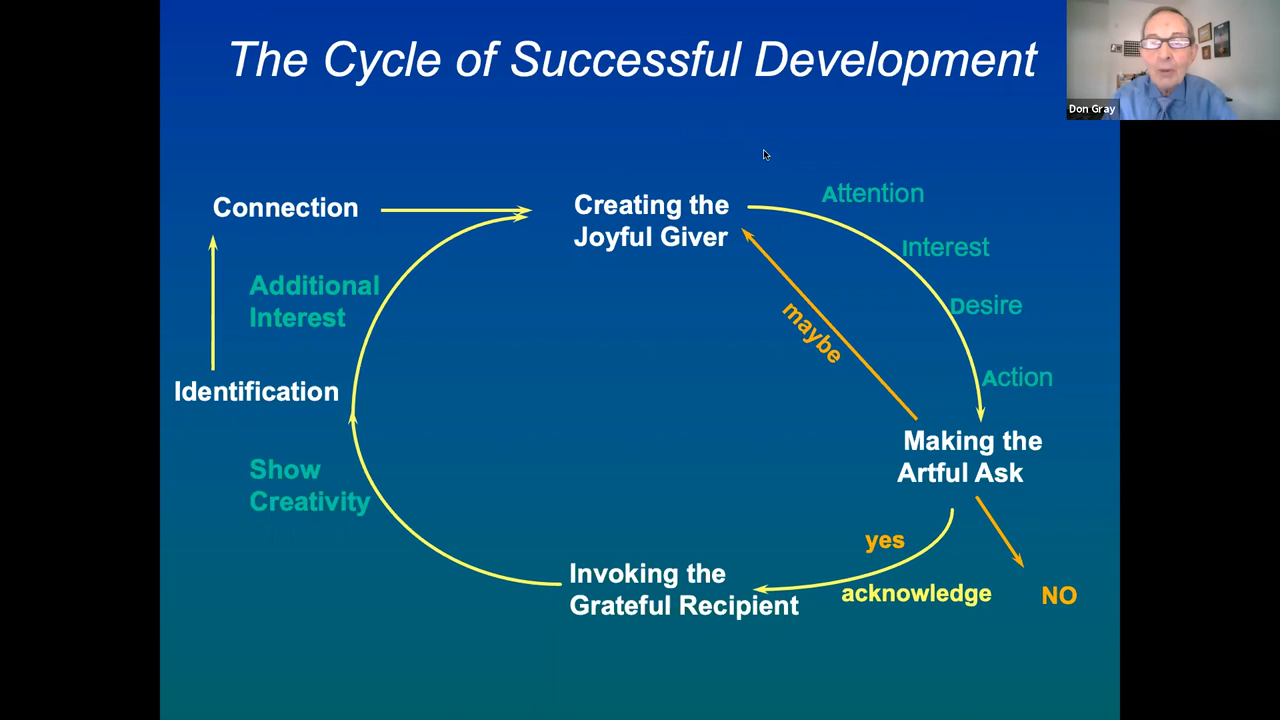 The Cycle of Successful Development
Don Gray
Connection
Creating the
Joyful Giver
Attention
Interest
Desire
Action
Additional
Interest
maybe
Identification
Making the
Artful Ask
Show
Creativity
yes
acknowledge
NO
Invoking the
Grateful Recipient